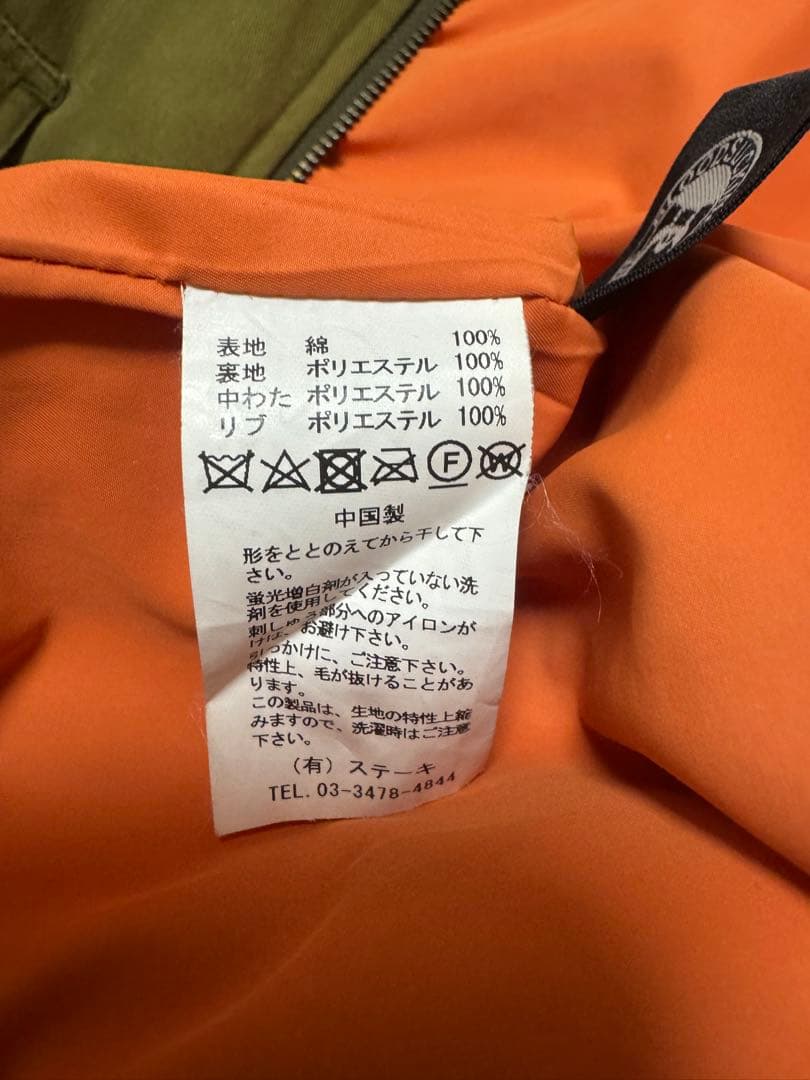 表地 綿 100%
裏地 ポリエステル 100%
中わた ポリエステル 100%
リブ ポリエステル 100%
F W
中国製
形をととのえてから干して下
さい。
蛍光増白剤が入っていない洗
剤を使用してください。
刺しゅう部分へのアイロンが
けは、お避け下さい。
引っかけに、ご注意下さい。
特性上、毛が抜けることがあ
ります。
この製品は、生地の特性上縮
みますので、洗濯時はご注意
下さい。
(有)ステーキ
TEL. 03-3478-4844